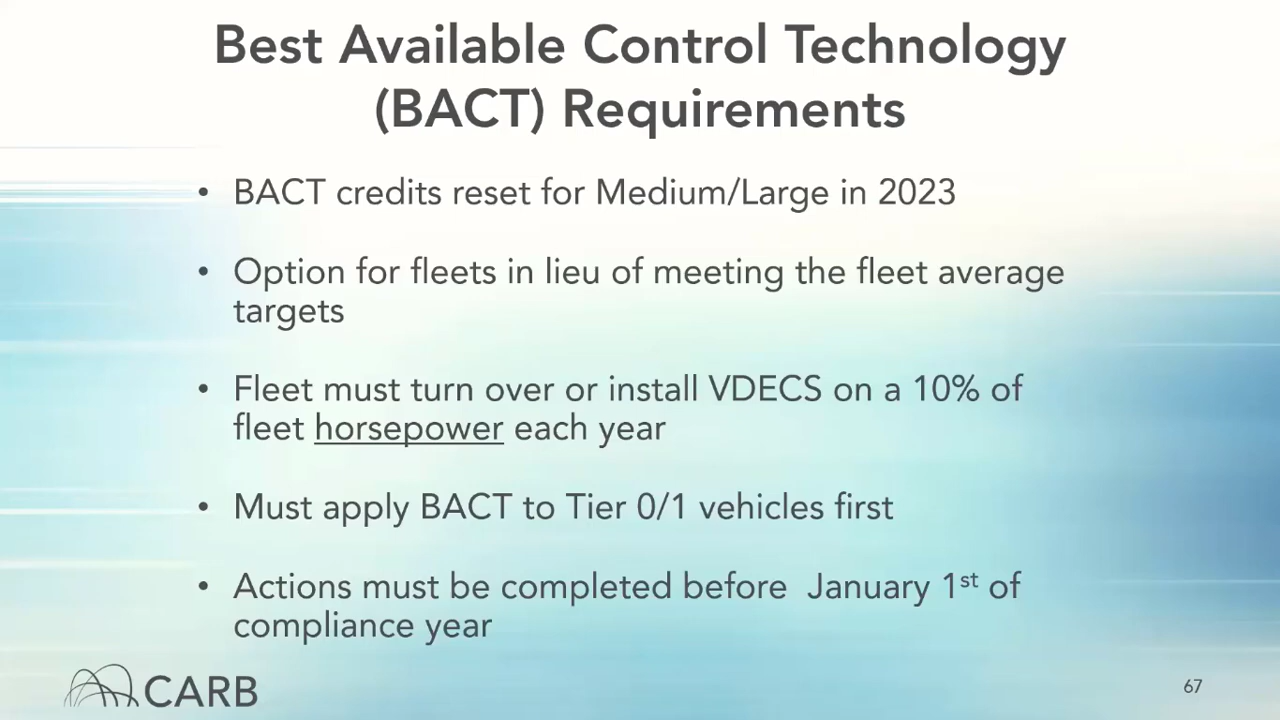 Best Available Control Technology
(BACT) Requirements
• BACT credits reset for Medium/Large in 2023
• Option for fleets in lieu of meeting the fleet average
targets
• Fleet must turn over or install VDECS on a 10% of
fleet horsepower each year
• Must apply BACT to Tier 0/1 vehicles first
• Actions must be completed before  January 1st of
compliance year
CARB
67